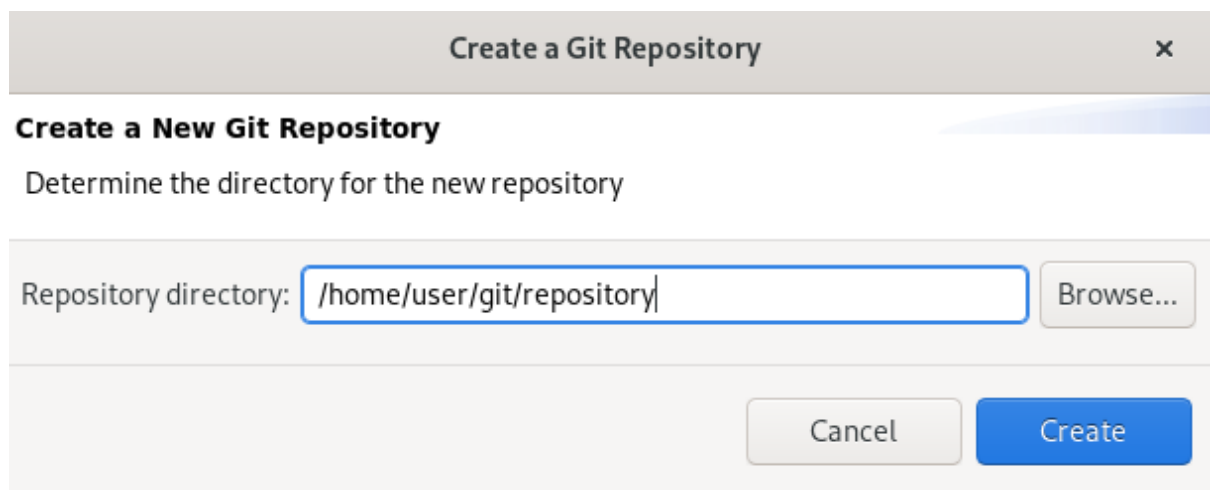 Create a Git Repository ×
Create a New Git Repository
Determine the directory for the new repository
Repository directory: /home/user/git/repository Browse...
Cancel Create